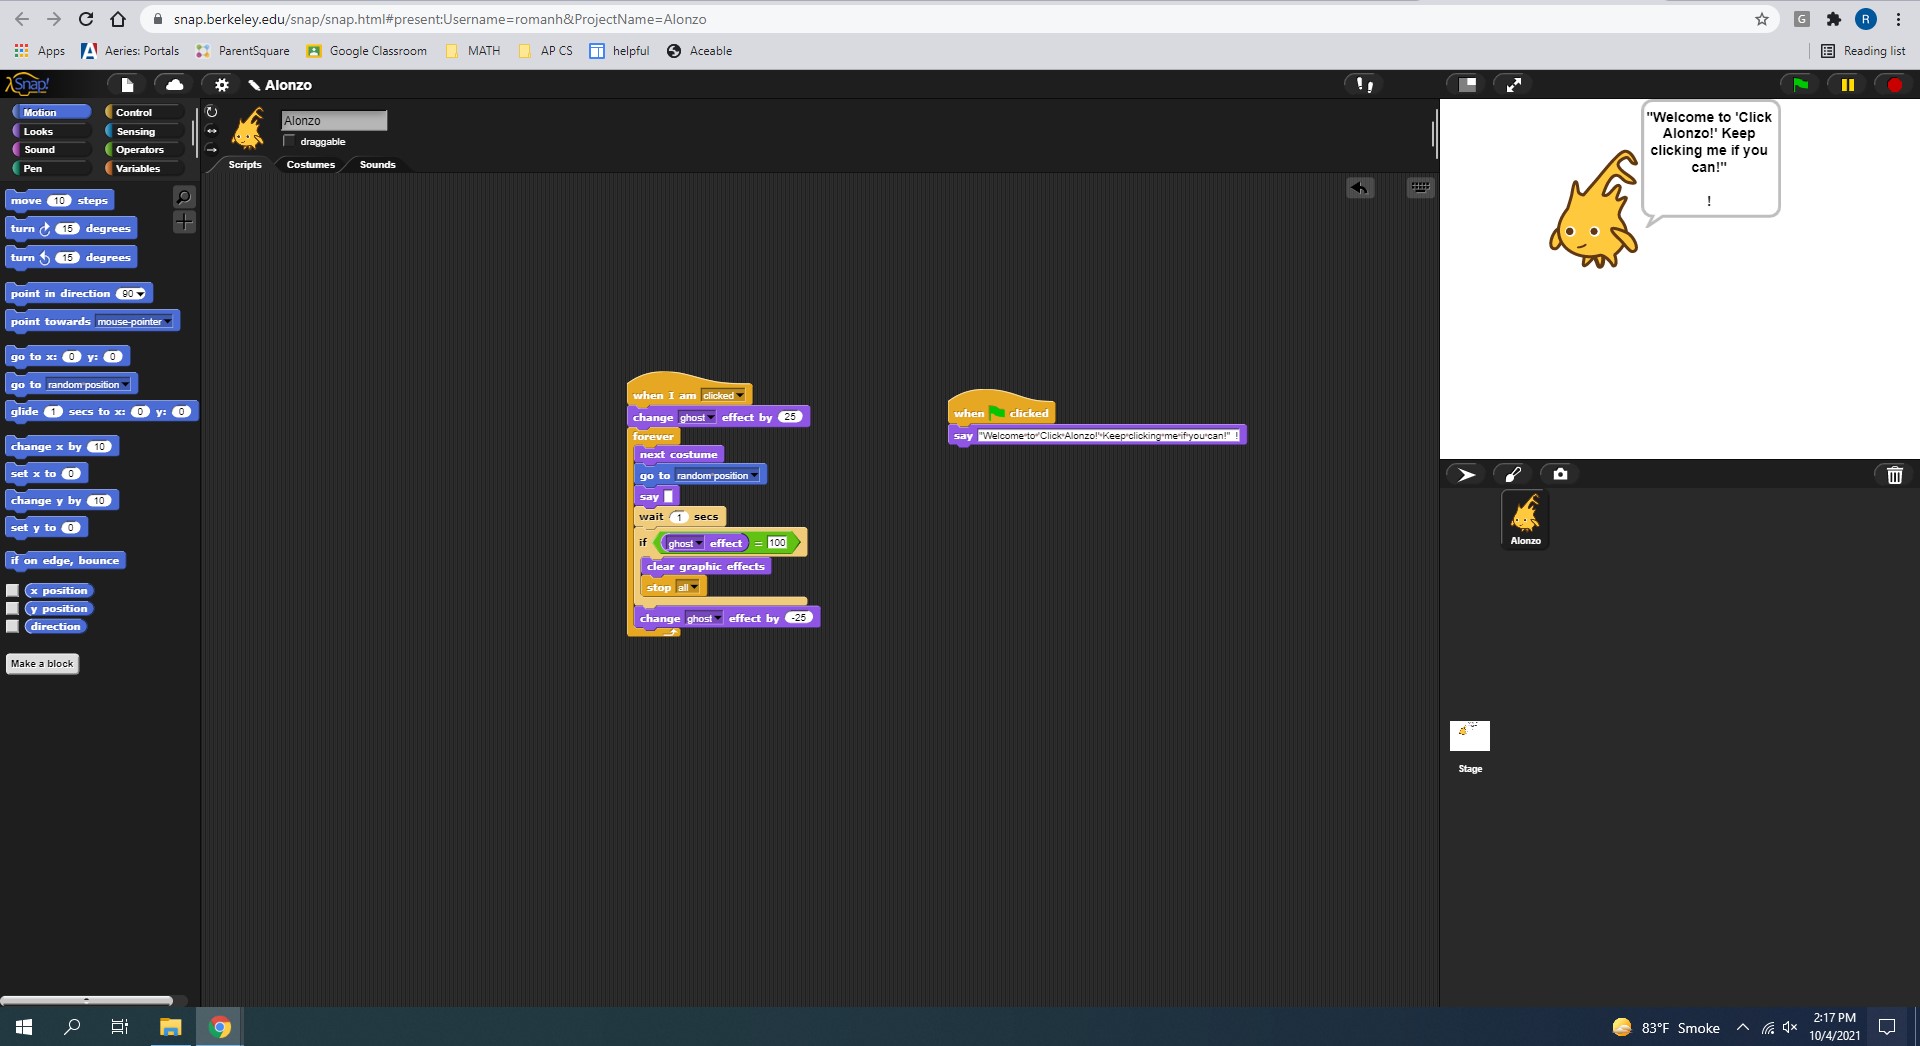 snap.berkeley.edu/snap/snap.html#present:Username=romanh&ProjectName=Alonzo
G
R
Apps
Aeries: Portals
ParentSquare
Google Classroom
MATH
AP CS
helpful
Aceable
Reading list
Snap!
Alonzo
Motion
Control
Looks
Sensing
Sound
Operators
Pen
Variables
Alonzo
draggable
Scripts
Costumes
Sounds
move 10 steps
turn 15 degrees
turn 15 degrees
point in direction 90
point towards mouse-pointer
go to x: 0 y: 0
go to random position
glide 1 secs to x: 0 y: 0
change x by 10
set x to 0
change y by 10
set y to 0
if on edge, bounce
x position
y position
direction
Make a block
when I am clicked
change ghost effect by 25
forever
next costume
go to random position
say
wait 1 secs
if ghost effect = 100
clear graphic effects
stop all
change ghost effect by -25
when clicked
say "Welcome to 'Click Alonzo!' Keep clicking me if you can!" !
"Welcome to 'Click
Alonzo!' Keep
clicking me if you
can!"
!
Alonzo
Stage
83°F Smoke
2:17 PM
10/4/2021